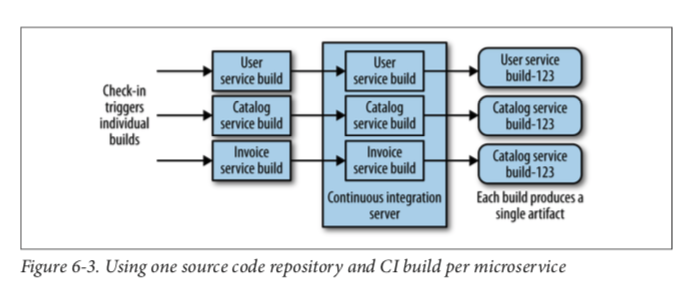 Check-in
triggers
individual
builds
User
service build
Catalog
service build
Invoice
service build
User
service build
Catalog
service build
Invoice
service build
Continuous integration
server
User service
build-123
Catalog service
build-123
Catalog service
build-123
Each build produces a
single artifact
Figure 6-3. Using one source code repository and CI build per microservice